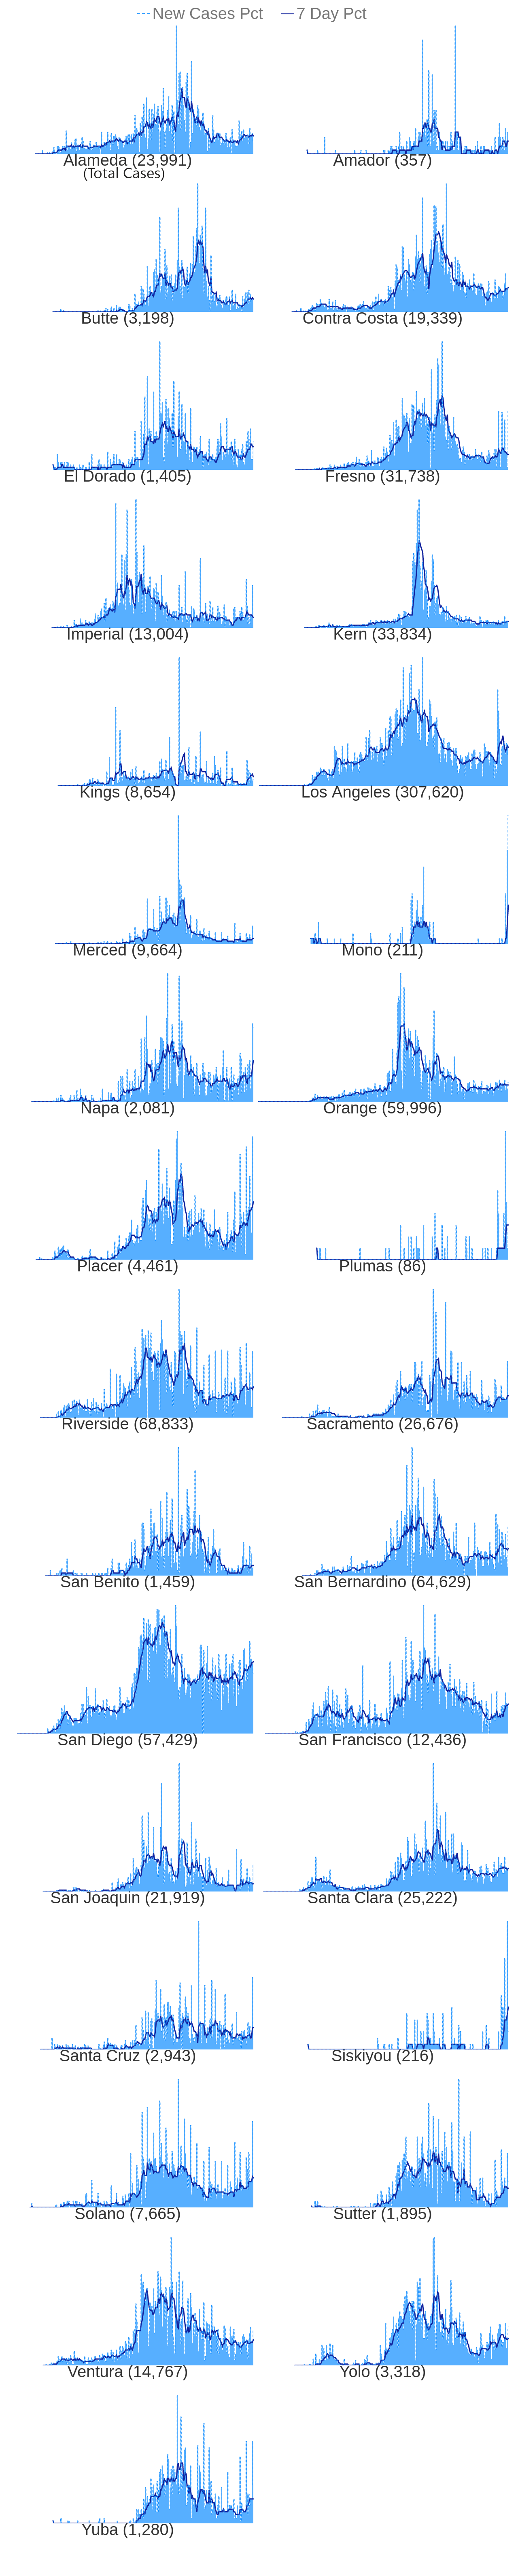 New Cases Pct 7 Day Pct
Alameda (23,991) Amador (357)
(Total Cases)
Butte (3,198) Contra Costa (19,339)
El Dorado (1,405) Fresno (31,738)
Imperial (13,004) Kern (33,834)
Kings (8,654) Los Angeles (307,620)
Merced (9,664) Mono (211)
Napa (2,081) Orange (59,996)
Placer (4,461) Plumas (86)
Riverside (68,833) Sacramento (26,676)
San Benito (1,459) San Bernardino (64,629)
San Diego (57,429) San Francisco (12,436)
San Joaquin (21,919) Santa Clara (25,222)
Santa Cruz (2,943) Siskiyou (216)
Solano (7,665) Sutter (1,895)
Ventura (14,767) Yolo (3,318)
Yuba (1,280)